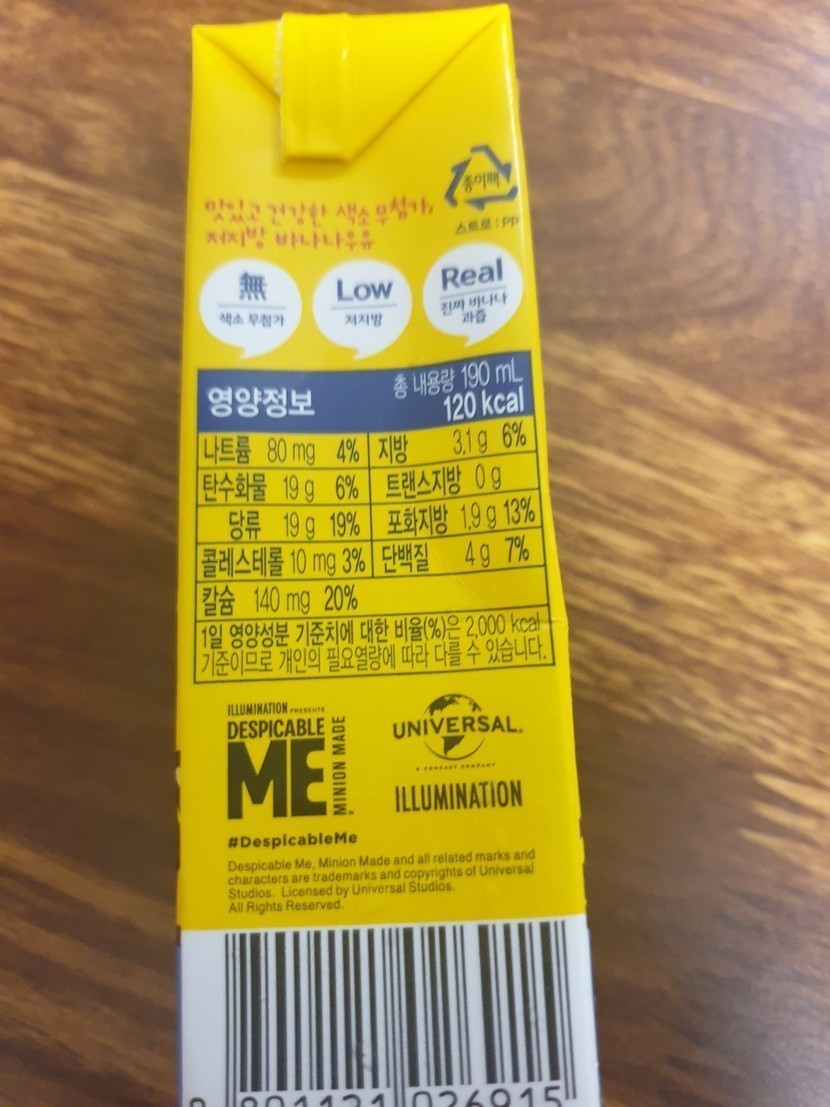 종이팩
스트로 : PP
맛있고 건강한 색소 무첨가,
저지방 바나나우유
無
색소 무첨가
Low
저지방
Real
진짜 바나나
과즙
영양정보
총 내용량 190 mL
120 kcal
나트륨 80 mg 4% 지방 3.1 g 6%
탄수화물 19 g 6% 트랜스지방 0 g
당류 19 g 19% 포화지방 1.9 g 13%
콜레스테롤 10 mg 3% 단백질 4 g 7%
칼슘 140 mg 20%
1일 영양성분 기준치에 대한 비율(%)은 2,000 kcal
기준이므로 개인의 필요열량에 따라 다를 수 있습니다.
ILLUMINATION PRESENTS
DESPICABLE
ME
MINION MADE
UNIVERSAL
A COMCAST COMPANY
ILLUMINATION
#DespicableMe
Despicable Me, Minion Made and all related marks and
characters are trademarks and copyrights of Universal
Studios. Licensed by Universal Studios.
All Rights Reserved.
8 801121 026915